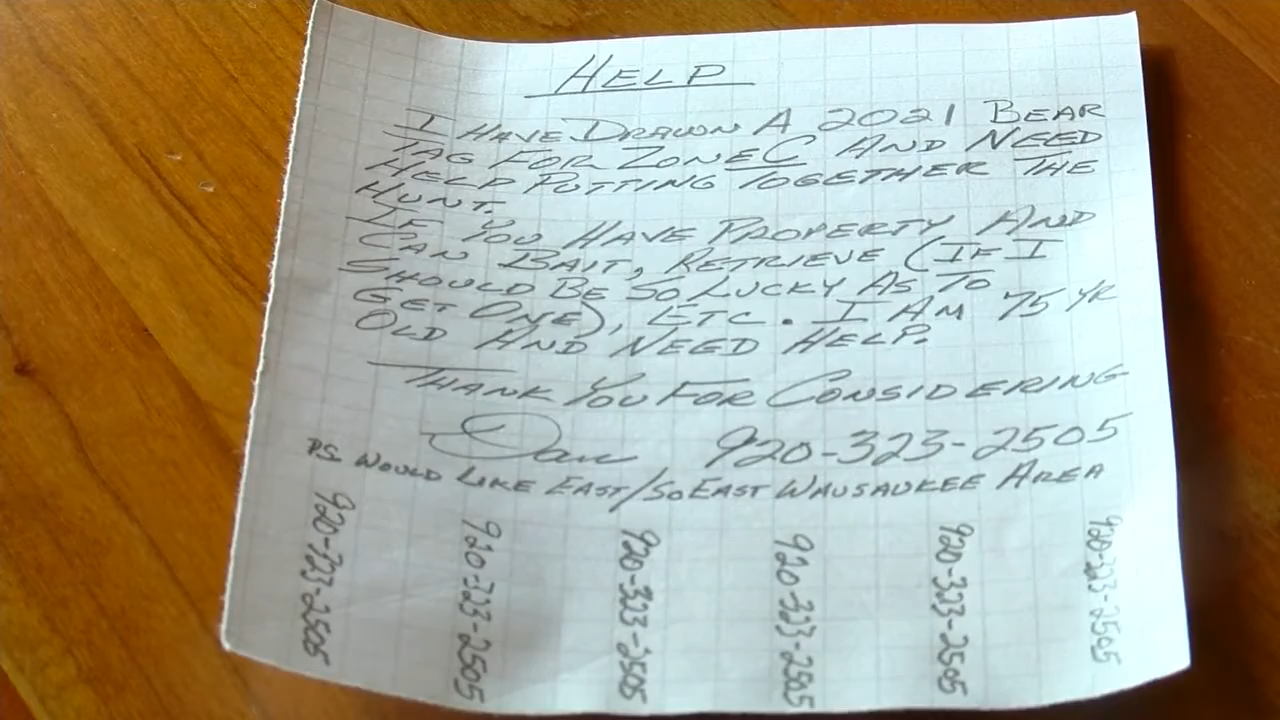 HELP
I HAVE DRAWN A 2021 BEAR
TAG FOR ZONE C AND NEED
HELP PUTTING TOGETHER THE
HUNT.
IF YOU HAVE PROPERTY AND
CAN BAIT, RETRIEVE (IF I
SHOULD BE SO LUCKY AS TO
GET ONE), ETC. I AM 75 YR
OLD AND NEED HELP.
THANK YOU FOR CONSIDERING
Dan 920-323-2505
PS WOULD LIKE EAST/SO EAST WAUSAUKEE AREA
920-323-2505
920-323-2505
920-323-2505
920-323-2505
920-323-2505
920-323-2505